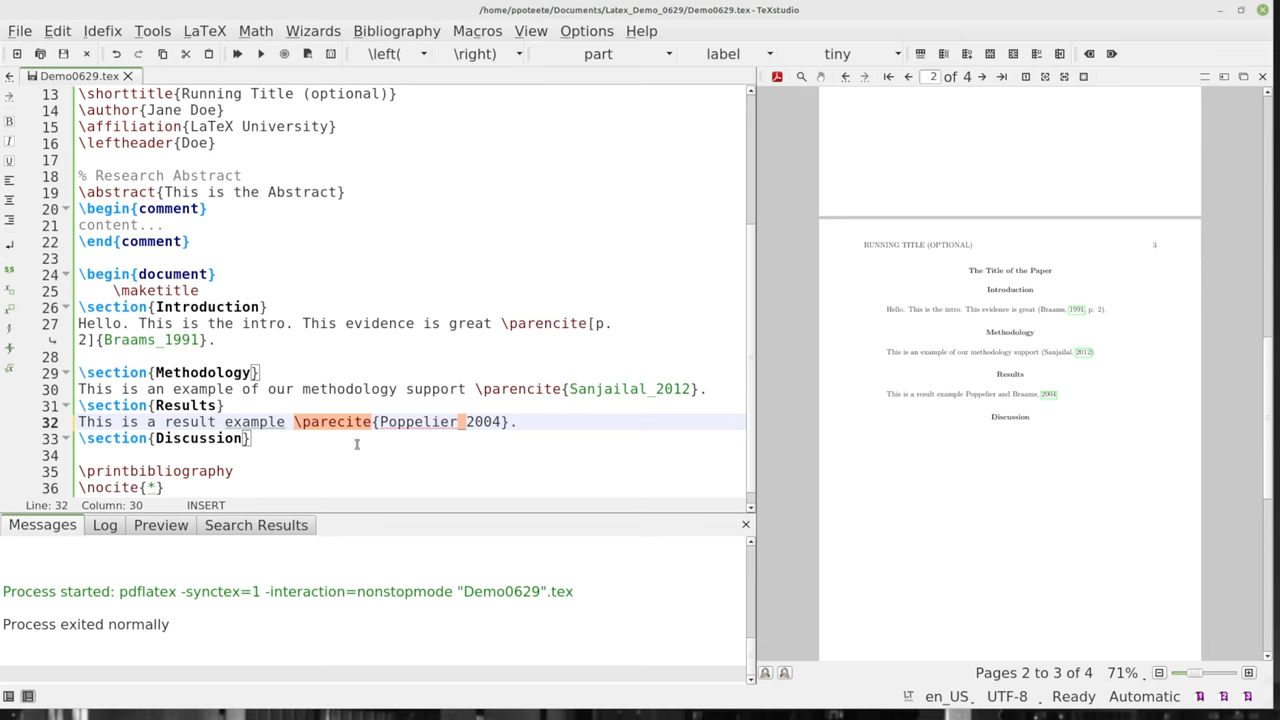 /home/ppoteete/Documents/Latex_Demo_0629/Demo0629.tex - TeXstudio
File Edit Idefix Tools LaTeX Math Wizards Bibliography Macros View Options Help
\left( \right) part label tiny
Demo0629.tex
2 of 4
13 \shorttitle{Running Title (optional)}
14 \author{Jane Doe}
15 \affiliation{LaTeX University}
16 \leftheader{Doe}
17
18 % Research Abstract
19 \abstract{This is the Abstract}
20 \begin{comment}
21 content...
22 \end{comment}
23
24 \begin{document}
25 \maketitle
26 \section{Introduction}
27 Hello. This is the intro. This evidence is great \parencite[p.
2]{Braams_1991}.
28
29 \section{Methodology}
30 This is an example of our methodology support \parencite{Sanjailal_2012}.
31 \section{Results}
32 This is a result example \parecite{Poppelier_2004}.
33 \section{Discussion}
34
35 \printbibliography
36 \nocite{*}
Line: 32 Column: 30 INSERT
Messages Log Preview Search Results
Process started: pdflatex -synctex=1 -interaction=nonstopmode "Demo0629".tex
Process exited normally
RUNNING TITLE (OPTIONAL) 3
The Title of the Paper
Introduction
Hello. This is the intro. This evidence is great (Braams, 1991, p. 2).
Methodology
This is an example of our methodology support (Sanjailal, 2012).
Results
This is a result example Poppelier and Braams, 2004
Discussion
Pages 2 to 3 of 4 71%
en_US UTF-8 Ready Automatic